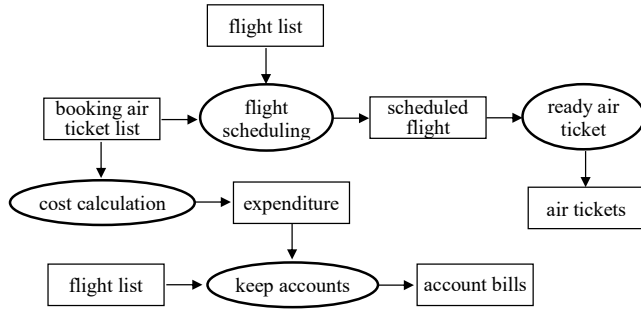 flight list
booking air
ticket list
flight
scheduling
scheduled
flight
ready air
ticket
cost calculation
expenditure
air tickets
flight list
keep accounts
account bills